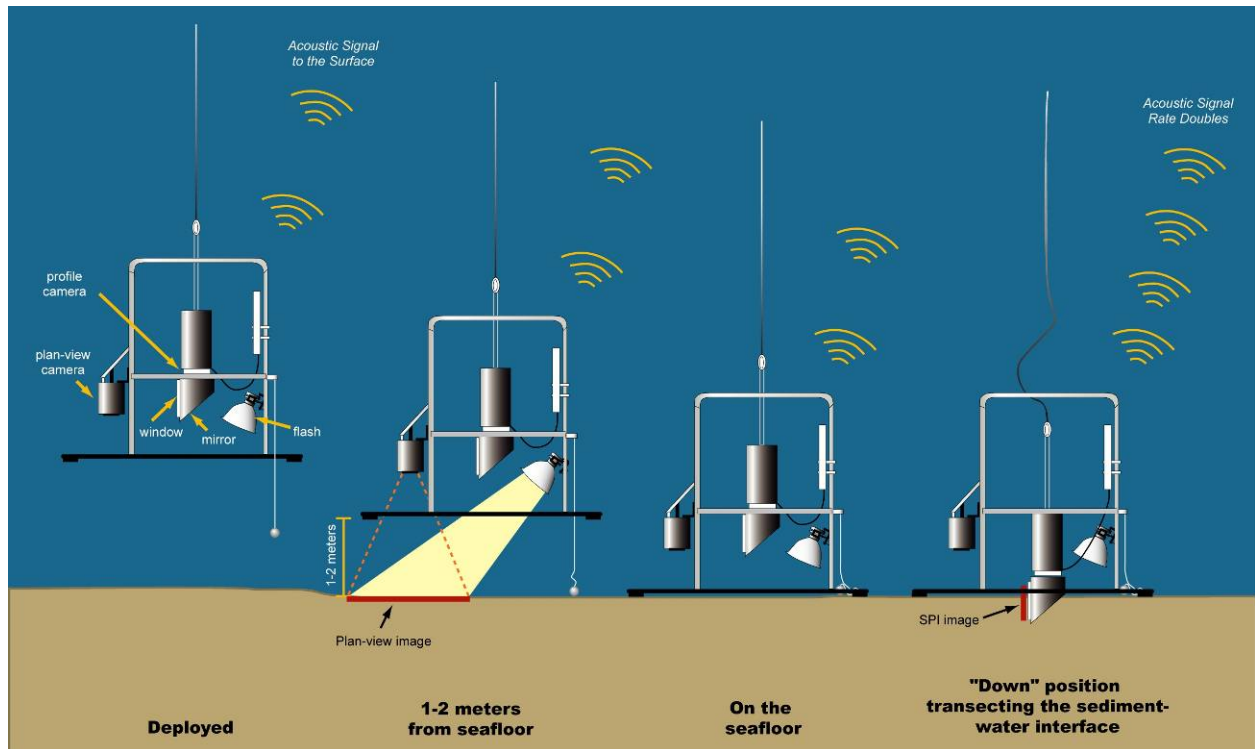 Acoustic Signal
to the Surface
Acoustic Signal
Rate Doubles
profile
camera
plan-view
camera
window
mirror
flash
1-2 meters
Plan-view image
SPI image
Deployed
1-2 meters
from seafloor
On the
seafloor
"Down" position
transecting the sediment-
water interface